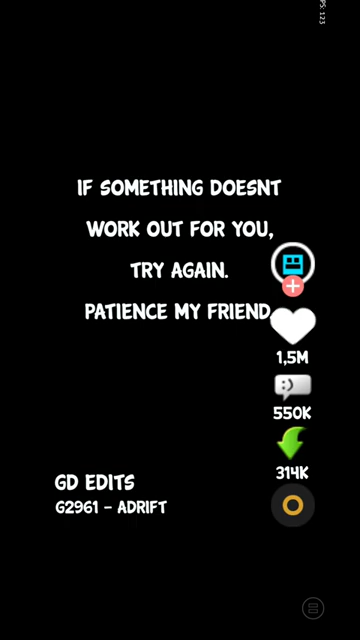 IF SOMETHING DOESNT
WORK OUT FOR YOU,
TRY AGAIN.
PATIENCE MY FRIEND.
1,5M
:)
550K
314K
GD EDITS
G2961 - ADRIFT